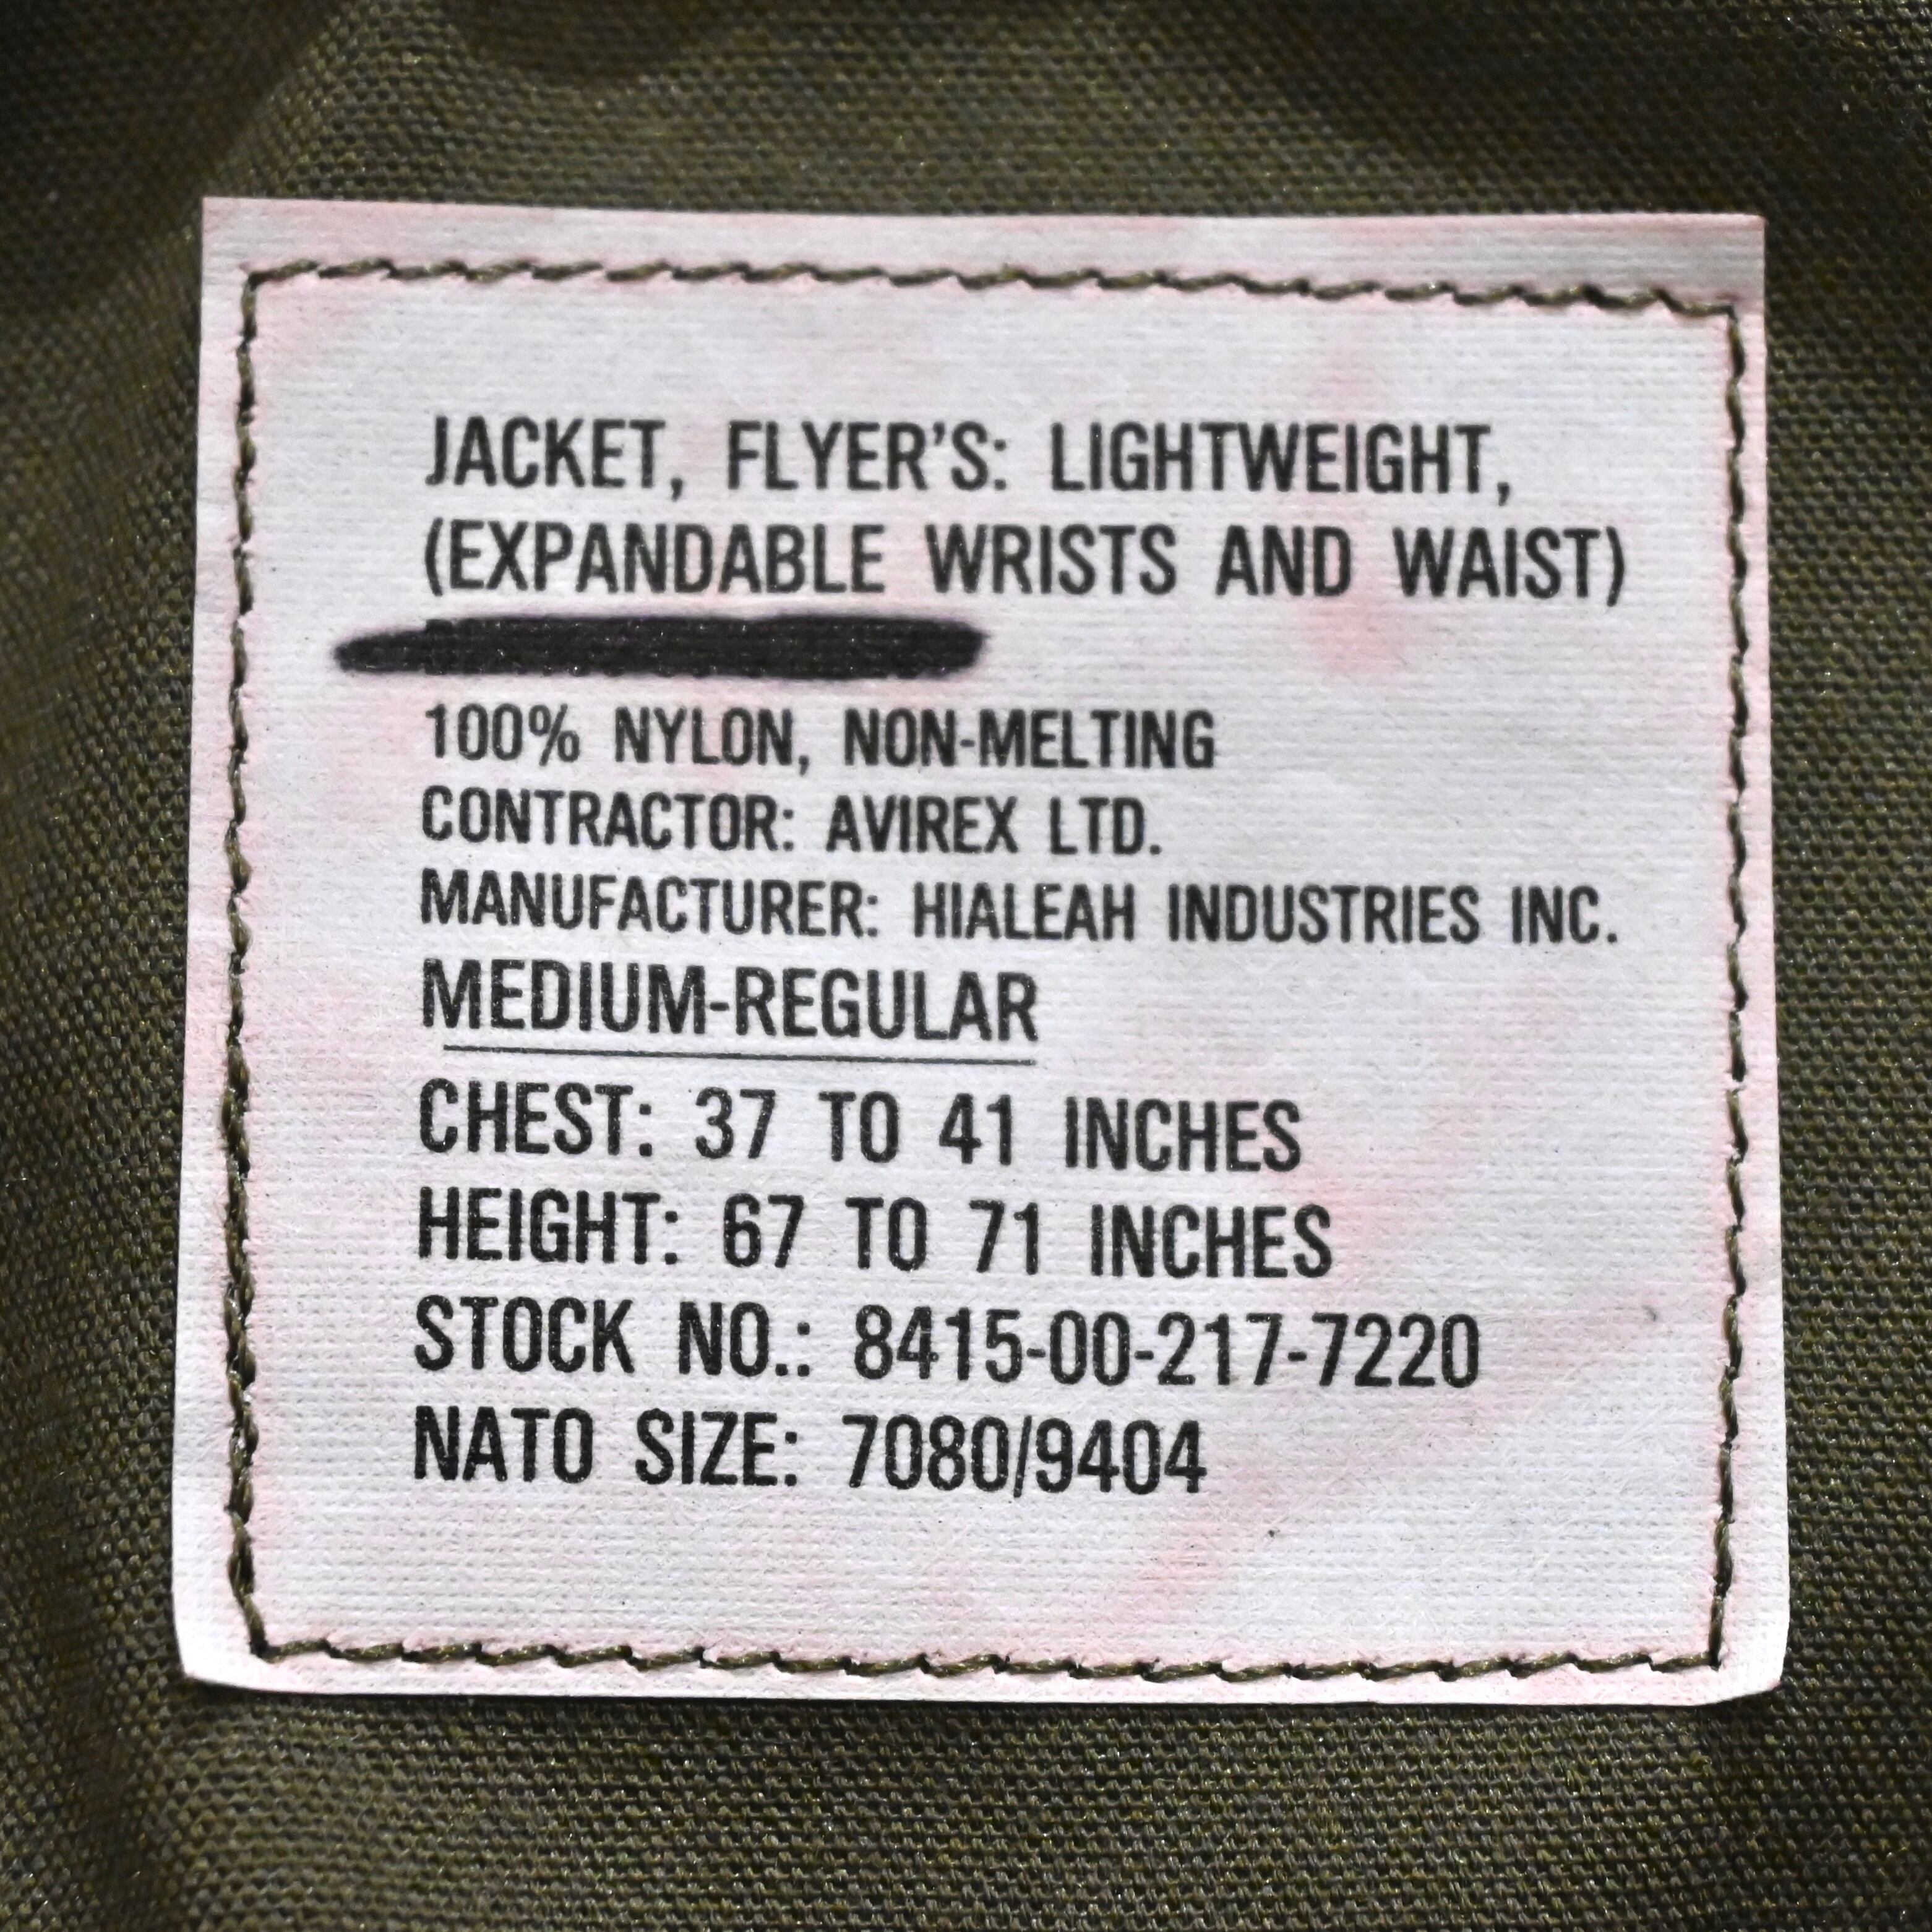 JACKET, FLYER'S: LIGHTWEIGHT,
(EXPANDABLE WRISTS AND WAIST)
100% NYLON, NON-MELTING
CONTRACTOR: AVIREX LTD.
MANUFACTURER: HIALEAH INDUSTRIES INC.
MEDIUM-REGULAR
CHEST: 37 TO 41 INCHES
HEIGHT: 67 TO 71 INCHES
STOCK NO.: 8415-00-217-7220
NATO SIZE: 7080/9404